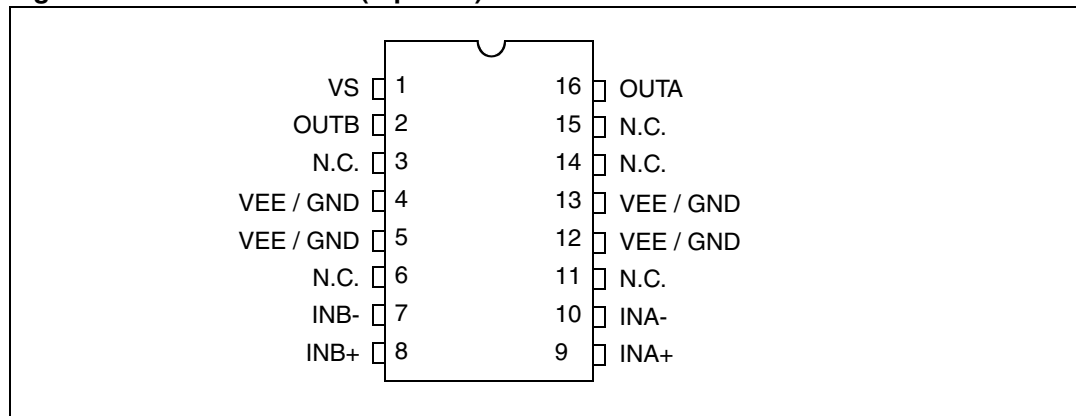 VS 1 16 OUTA
OUTB 2 15 N.C.
N.C. 3 14 N.C.
VEE / GND 4 13 VEE / GND
VEE / GND 5 12 VEE / GND
N.C. 6 11 N.C.
INB- 7 10 INA-
INB+ 8 9 INA+